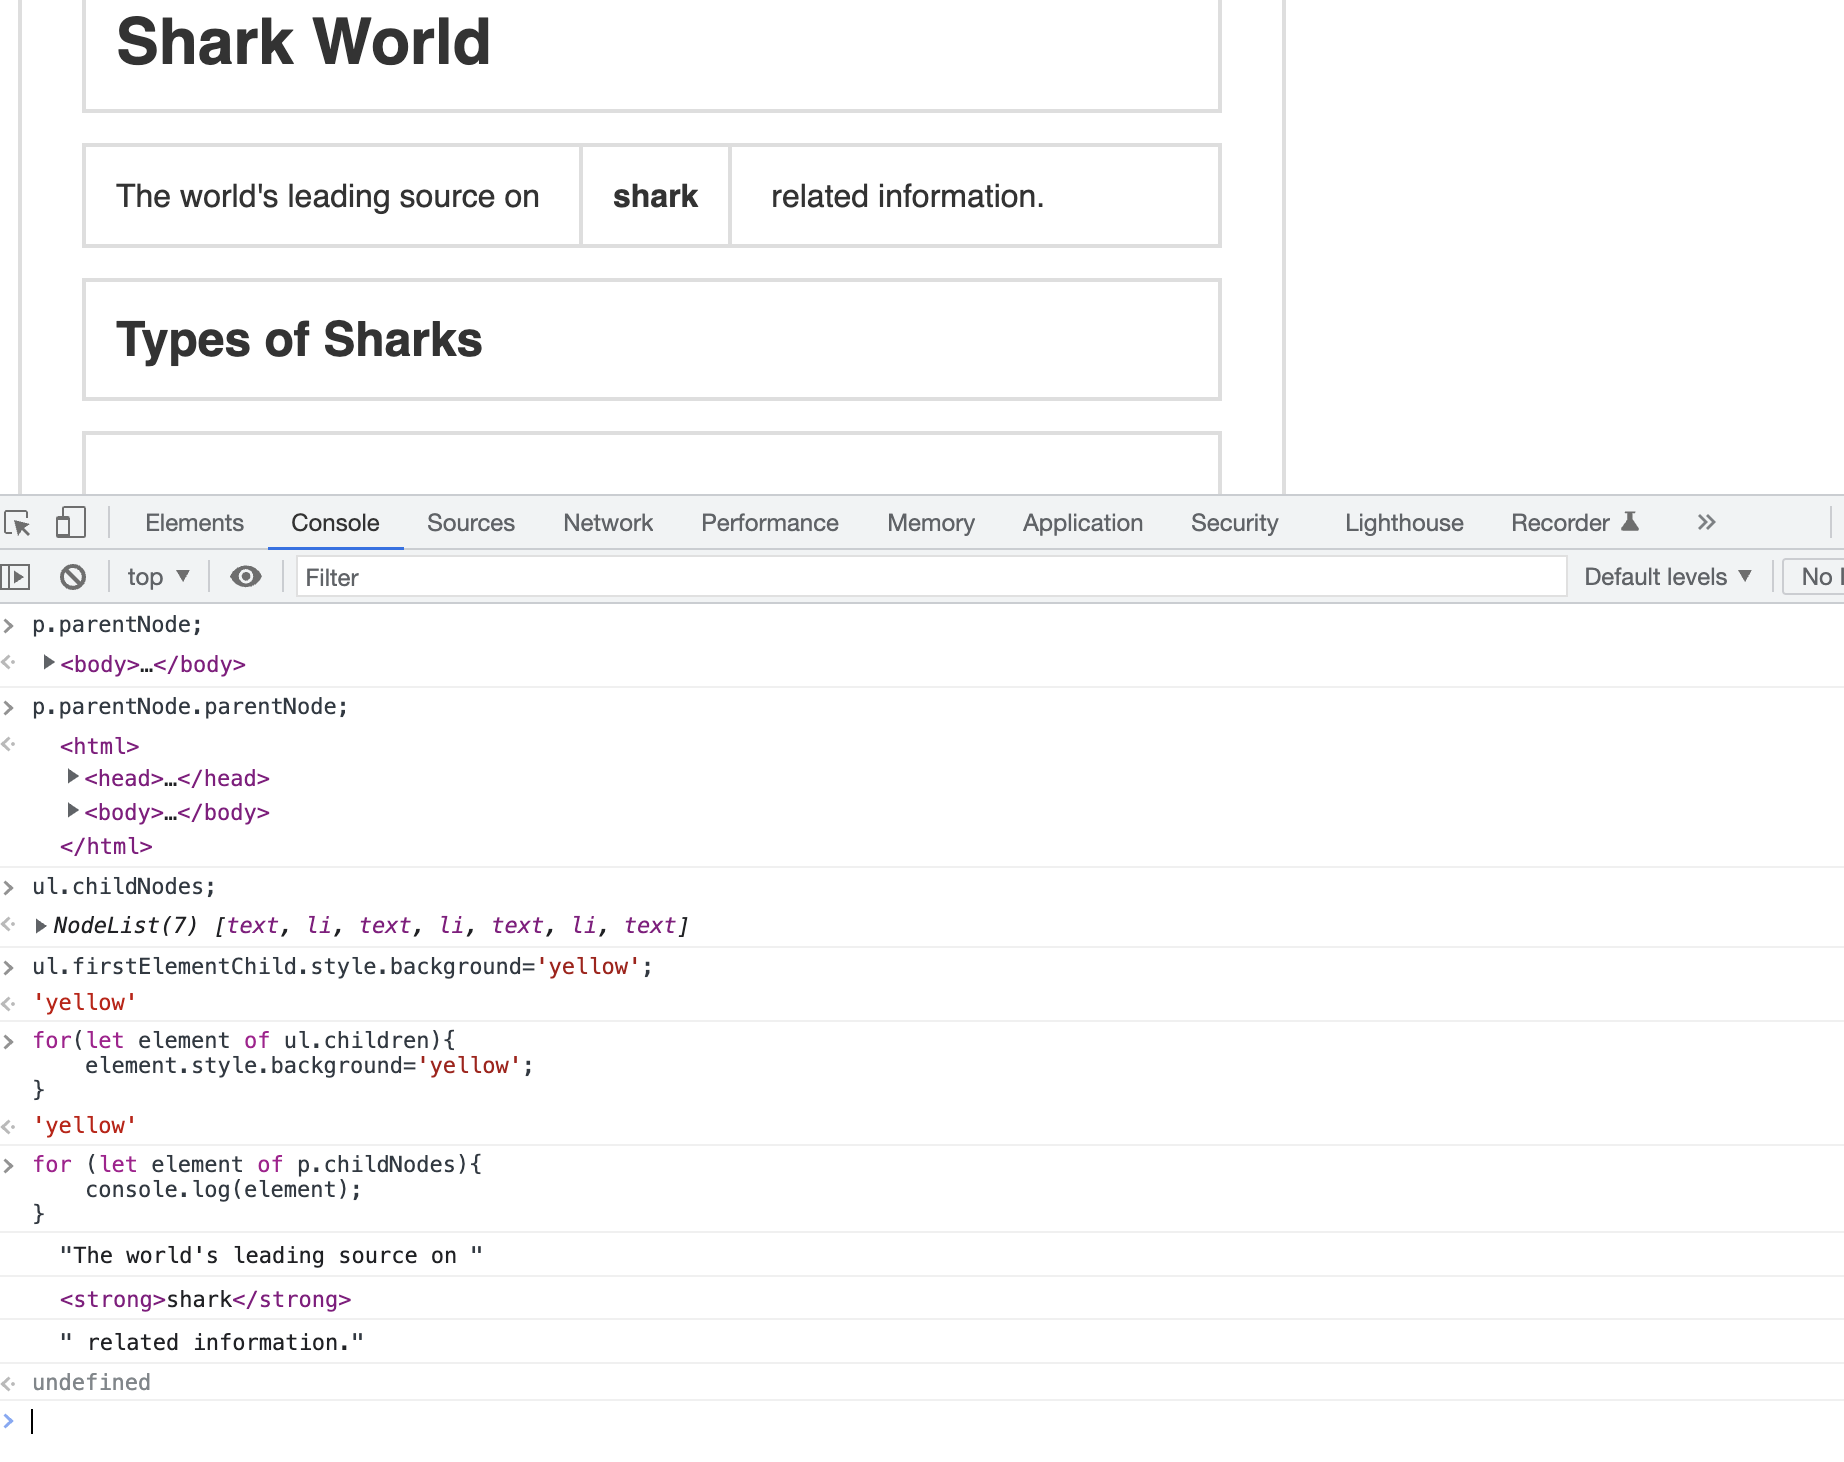 Shark World
The world's leading source on shark related information.
Types of Sharks
Elements Console Sources Network Performance Memory Application Security Lighthouse Recorder
top Filter Default levels No
p.parentNode;
<body>…</body>
p.parentNode.parentNode;
<html>
<head>…</head>
<body>…</body>
</html>
ul.childNodes;
NodeList(7) [text, li, text, li, text, li, text]
ul.firstElementChild.style.background='yellow';
'yellow'
for(let element of ul.children){
    element.style.background='yellow';
}
'yellow'
for (let element of p.childNodes){
    console.log(element);
}
"The world's leading source on "
<strong>shark</strong>
" related information."
undefined